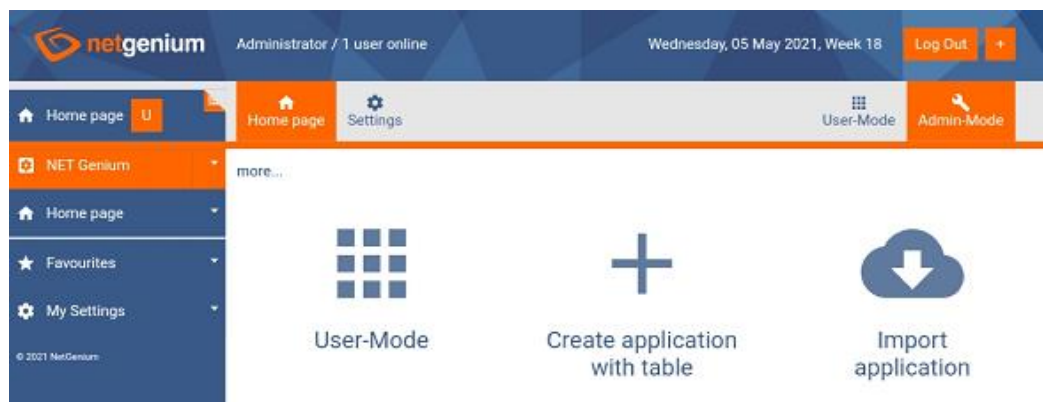 netgenium
Administrator / 1 user online
Wednesday, 05 May 2021, Week 18
Log Out
+
Home page U
NET Genium
Home page
Favourites
My Settings
© 2021 NetGenium
Home page
Settings
User-Mode
Admin-Mode
more...
User-Mode
Create application
with table
Import
application